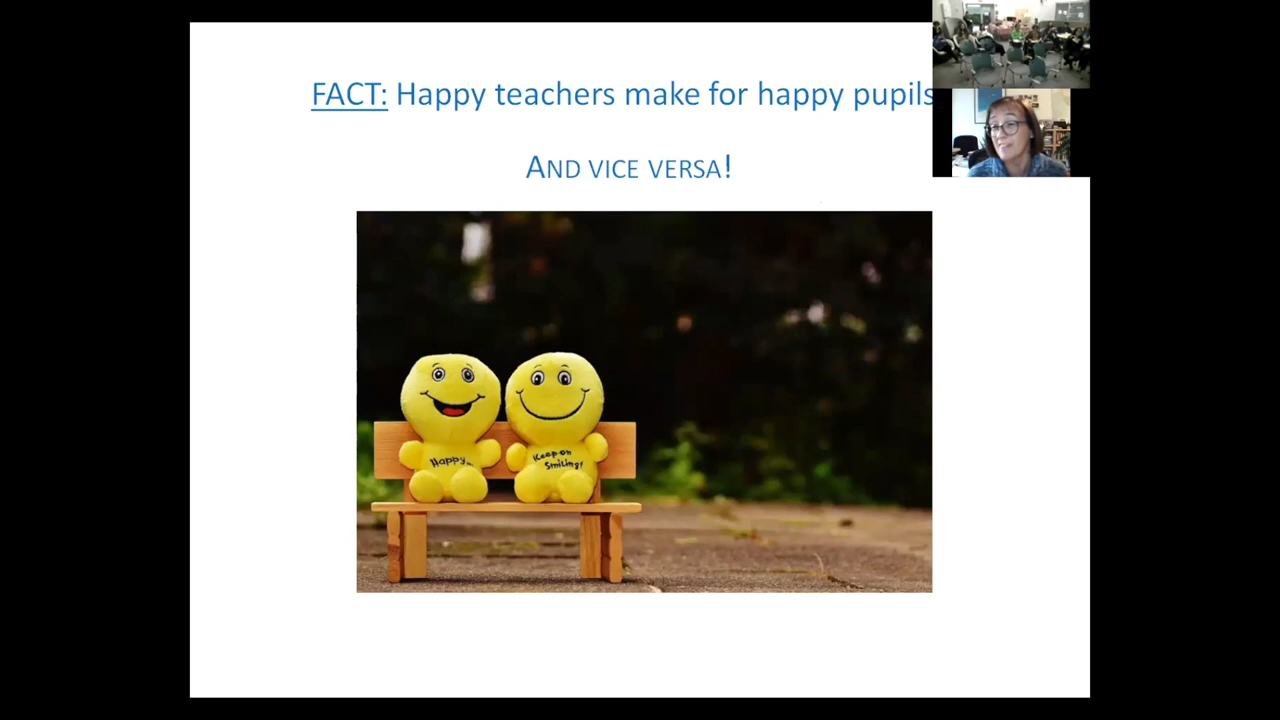 FACT: Happy teachers make for happy pupils
AND VICE VERSA!
Happy
Keep on
Smiling!